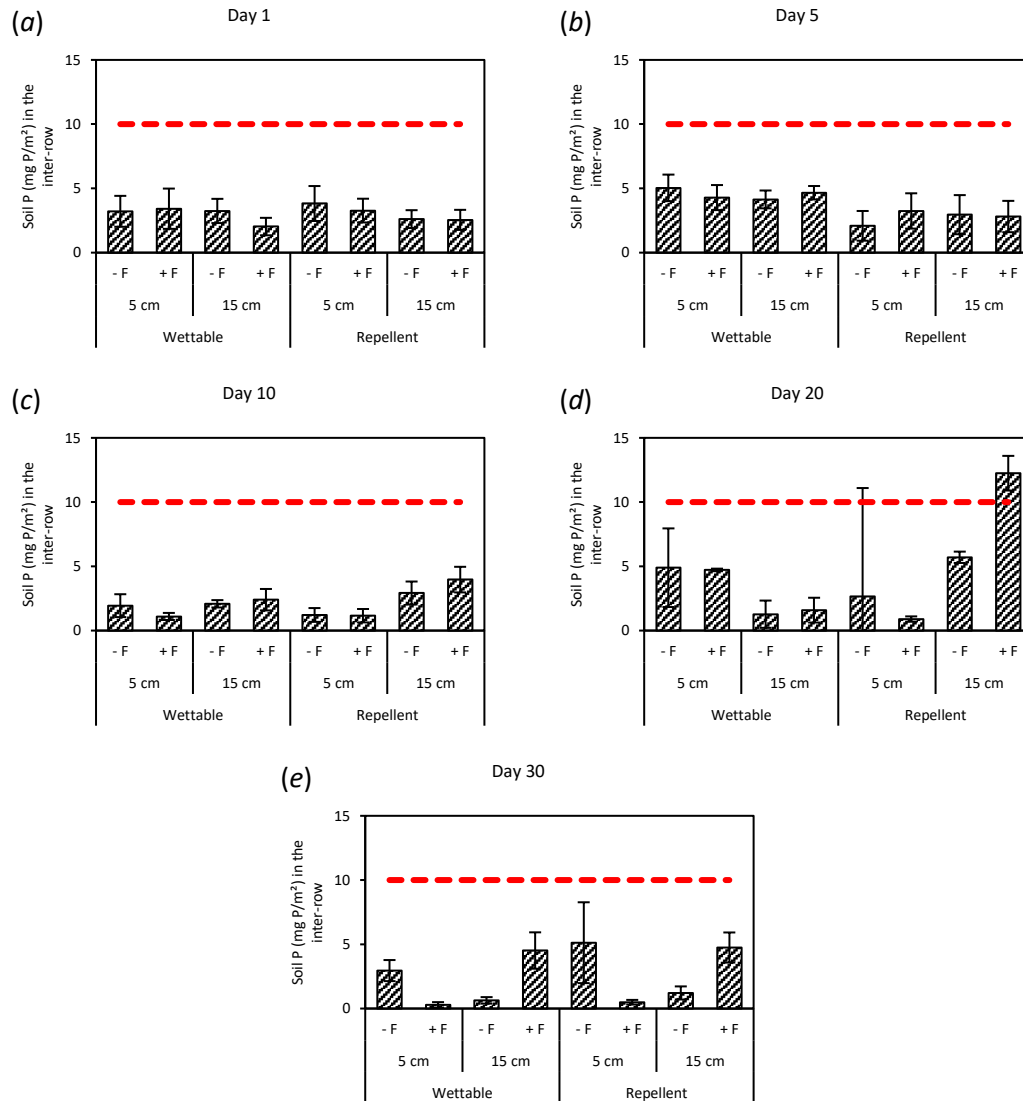 (a)
Day 1
Soil P (mg P/m²) in the
inter-row
15
10
5
0
- F + F - F + F - F + F - F + F
5 cm 15 cm 5 cm 15 cm
Wettable Repellent
(b)
Day 5
Soil P (mg P/m²) in the
inter-row
15
10
5
0
- F + F - F + F - F + F - F + F
5 cm 15 cm 5 cm 15 cm
Wettable Repellent
(c)
Day 10
Soil P (mg P/m²) in the
inter-row
15
10
5
0
- F + F - F + F - F + F - F + F
5 cm 15 cm 5 cm 15 cm
Wettable Repellent
(d)
Day 20
Soil P (mg P/m²) in the
inter-row
15
10
5
0
- F + F - F + F - F + F - F + F
5 cm 15 cm 5 cm 15 cm
Wettable Repellent
(e)
Day 30
Soil P (mg P/m²) in the
inter-row
15
10
5
0
- F + F - F + F - F + F - F + F
5 cm 15 cm 5 cm 15 cm
Wettable Repellent